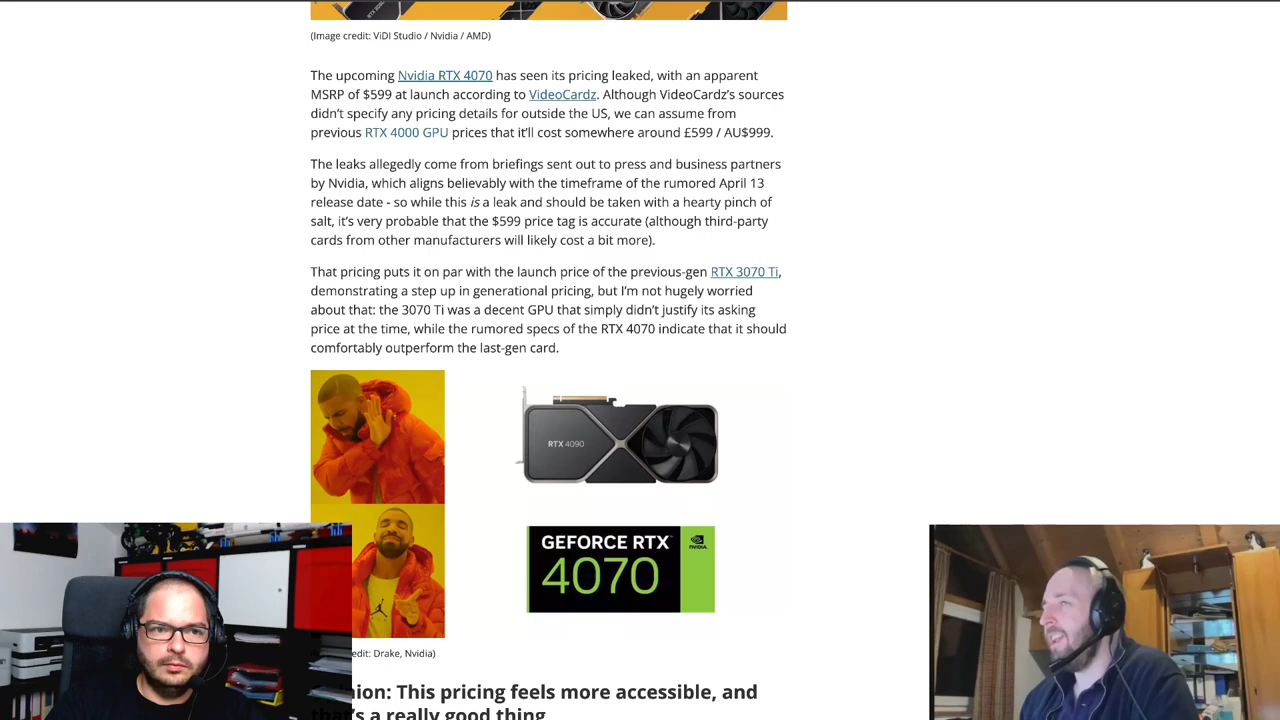 (Image credit: ViDI Studio / Nvidia / AMD)
The upcoming Nvidia RTX 4070 has seen its pricing leaked, with an apparent
MSRP of $599 at launch according to VideoCardz. Although VideoCardz's sources
didn't specify any pricing details for outside the US, we can assume from
previous RTX 4000 GPU prices that it'll cost somewhere around £599 / AU$999.
The leaks allegedly come from briefings sent out to press and business partners
by Nvidia, which aligns believably with the timeframe of the rumored April 13
release date - so while this is a leak and should be taken with a hearty pinch of
salt, it's very probable that the $599 price tag is accurate (although third-party
cards from other manufacturers will likely cost a bit more).
That pricing puts it on par with the launch price of the previous-gen RTX 3070 Ti,
demonstrating a step up in generational pricing, but I'm not hugely worried
about that: the 3070 Ti was a decent GPU that simply didn't justify its asking
price at the time, while the rumored specs of the RTX 4070 indicate that it should
comfortably outperform the last-gen card.
RTX 4090
GEFORCE RTX
4070
nVIDIA.
edit: Drake, Nvidia)
nion: This pricing feels more accessible, and
that's a really good thing